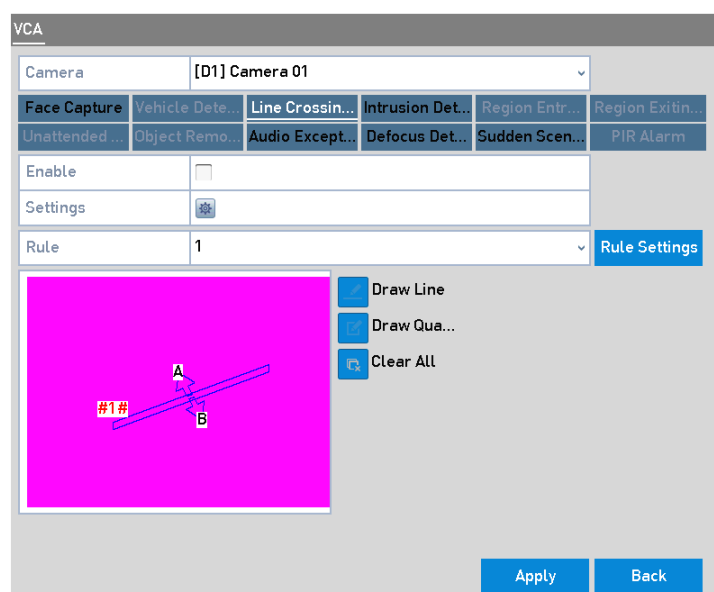 VCA
Camera [D1] Camera 01
Face Capture Vehicle Dete... Line Crossin... Intrusion Det... Region Entr... Region Exitin...
Unattended ... Object Remo... Audio Except... Defocus Det... Sudden Scen... PIR Alarm
Enable
Settings
Rule 1 Rule Settings
Draw Line
Draw Qua...
Clear All
A
#1#
B
Apply Back